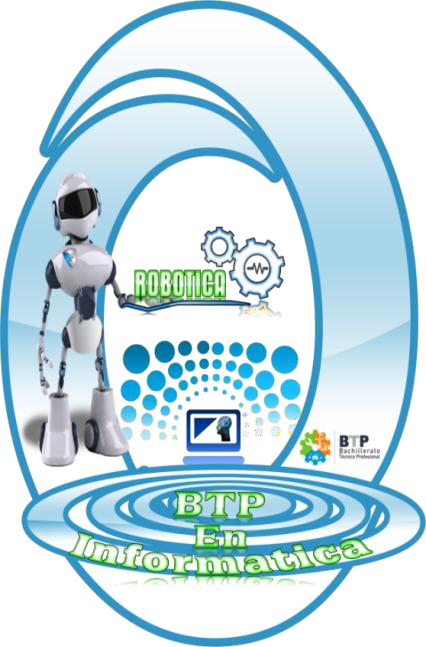 ROBOTICA
BTP
Bachillerato
Técnico Profesional
BTP
En
Informatica